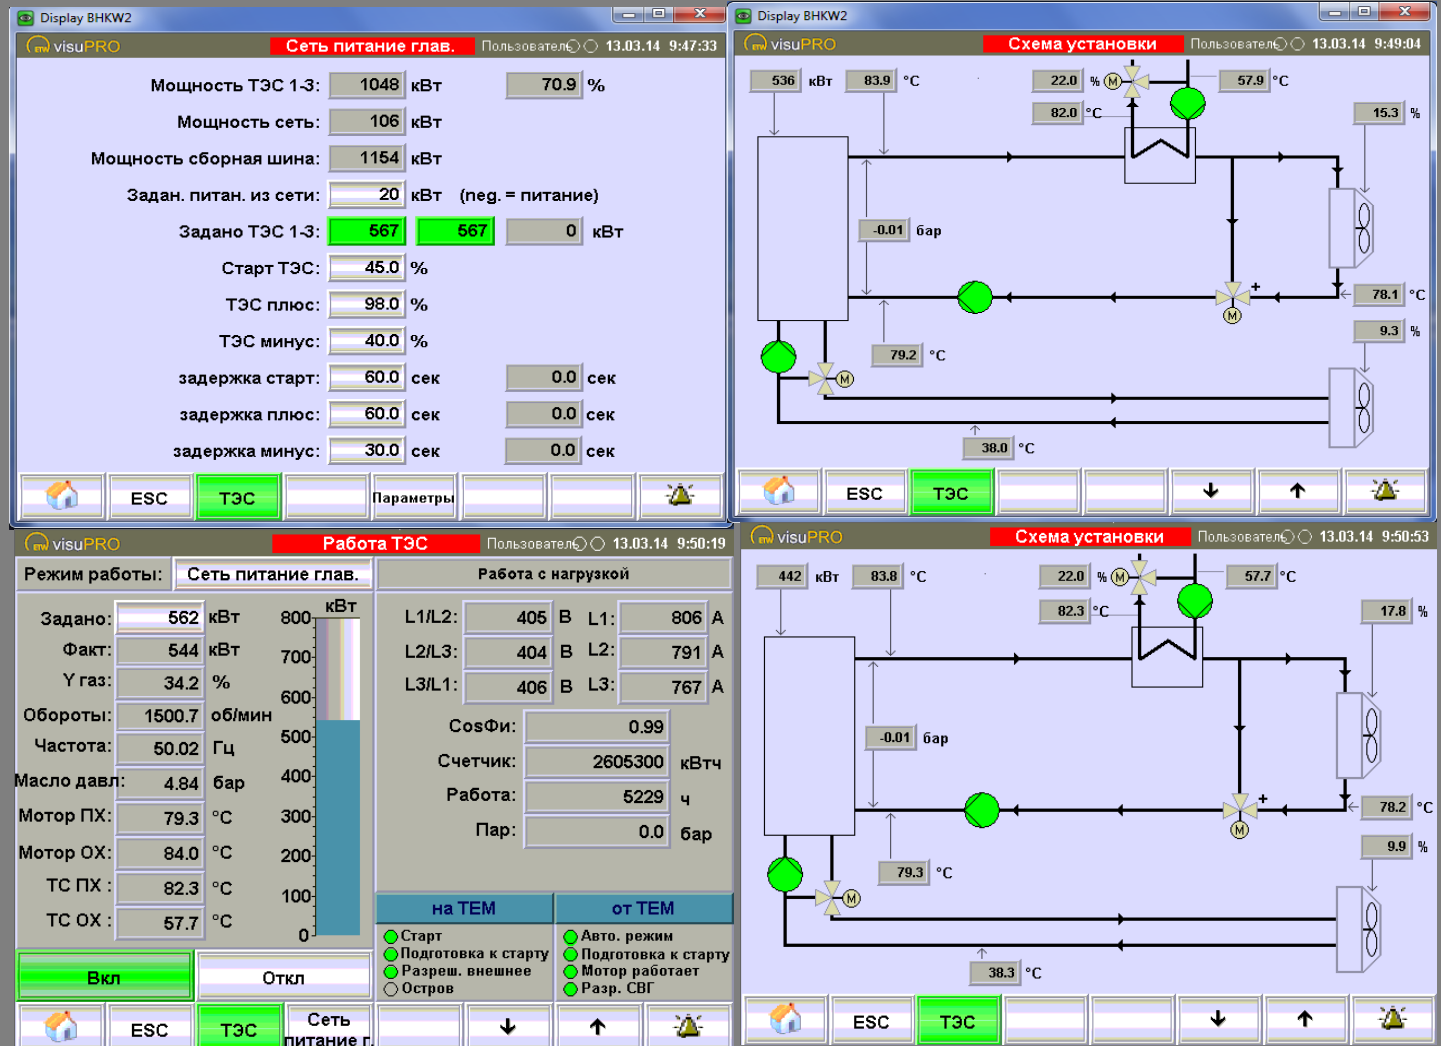 Display BHKW2
ETW visuPRO
Сеть питание глав.
Пользователь
13.03.14 9:47:33
Мощность ТЭС 1-3: 1048 кВт 70.9 %
Мощность сеть: 106 кВт
Мощность сборная шина: 1154 кВт
Задан. питан. из сети: 20 кВт (neg. = питание)
Задано ТЭС 1-3: 567 567 0 кВт
Старт ТЭС: 45.0 %
ТЭС плюс: 98.0 %
ТЭС минус: 40.0 %
задержка старт: 60.0 сек 0.0 сек
задержка плюс: 60.0 сек 0.0 сек
задержка минус: 30.0 сек 0.0 сек
ESC ТЭС Параметры
Display BHKW2
ETW visuPRO
Схема установки
Пользователь
13.03.14 9:49:04
536 кВт 83.9 °C 22.0 % M 57.9 °C
82.0 °C 15.3 %
-0.01 бар
+
M
78.1 °C
9.3 %
79.2 °C
M
38.0 °C
ESC ТЭС
ETW visuPRO
Работа ТЭС
Пользователь
13.03.14 9:50:19
Режим работы: Сеть питание глав.
Работа с нагрузкой
Задано: 562 кВт
Факт: 544 кВт
Y газ: 34.2 %
Обороты: 1500.7 об/мин
Частота: 50.02 Гц
Масло давл: 4.84 бар
Мотор ПХ: 79.3 °C
Мотор ОХ: 84.0 °C
ТС ПХ : 82.3 °C
ТС ОХ : 57.7 °C
кВт
800
700
600
500
400
300
200
100
0
L1/L2: 405 В L1: 806 А
L2/L3: 404 В L2: 791 А
L3/L1: 406 В L3: 767 А
CosФи: 0.99
Счетчик: 2605300 кВтч
Работа: 5229 ч
Пар: 0.0 бар
на ТЕМ
Старт
Подготовка к старту
Разреш. внешнее
Остров
от ТЕМ
Авто. режим
Подготовка к старту
Мотор работает
Разр. СВГ
Вкл Откл
ESC ТЭС Сеть
питание г.
ETW visuPRO
Схема установки
Пользователь
13.03.14 9:50:53
442 кВт 83.8 °C 22.0 % M 57.7 °C
82.3 °C 17.8 %
-0.01 бар
+
M
78.2 °C
9.9 %
79.3 °C
M
38.3 °C
ESC ТЭС